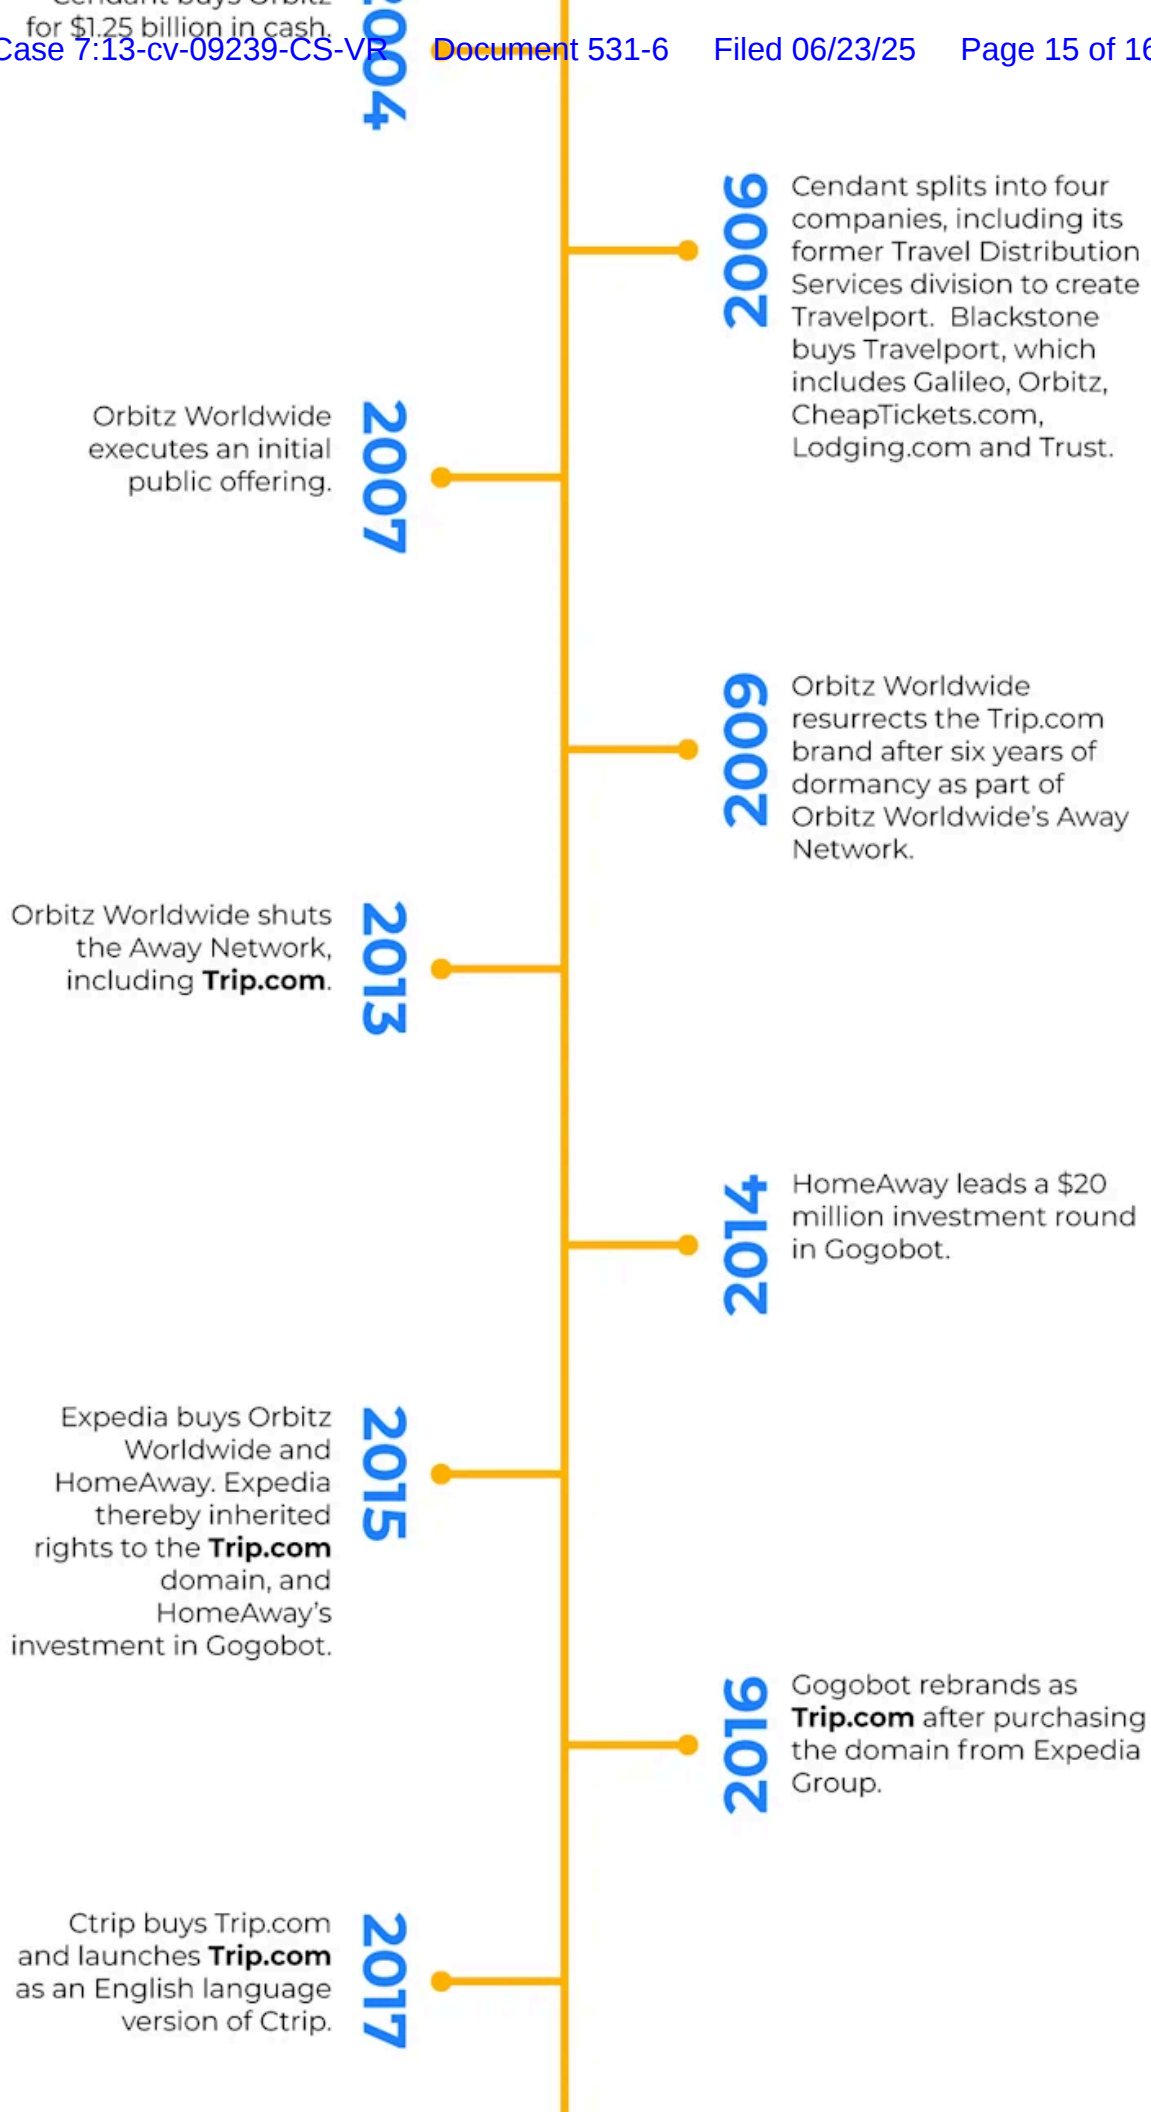 Cendant buys Orbitz
for $1.25 billion in cash.
2004
Case 7:13-cv-09239-CS-VR Document 531-6 Filed 06/23/25 Page 15 of 16
2006
Cendant splits into four
companies, including its
former Travel Distribution
Services division to create
Travelport. Blackstone
buys Travelport, which
includes Galileo, Orbitz,
CheapTickets.com,
Lodging.com and Trust.
Orbitz Worldwide
executes an initial
public offering.
2007
2009
Orbitz Worldwide
resurrects the Trip.com
brand after six years of
dormancy as part of
Orbitz Worldwide’s Away
Network.
Orbitz Worldwide shuts
the Away Network,
including Trip.com.
2013
2014
HomeAway leads a $20
million investment round
in Gogobot.
Expedia buys Orbitz
Worldwide and
HomeAway. Expedia
thereby inherited
rights to the Trip.com
domain, and
HomeAway’s
investment in Gogobot.
2015
2016
Gogobot rebrands as
Trip.com after purchasing
the domain from Expedia
Group.
Ctrip buys Trip.com
and launches Trip.com
as an English language
version of Ctrip.
2017